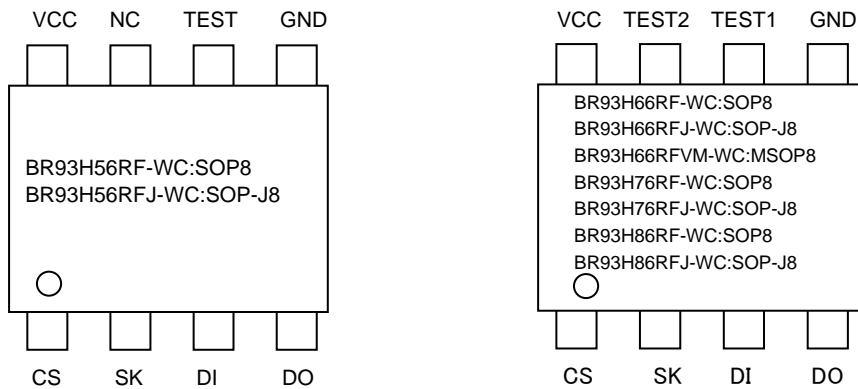 VCC NC TEST GND
BR93H56RF-WC:SOP8
BR93H56RFJ-WC:SOP-J8
CS SK DI DO
VCC TEST2 TEST1 GND
BR93H66RF-WC:SOP8
BR93H66RFJ-WC:SOP-J8
BR93H66RFVM-WC:MSOP8
BR93H76RF-WC:SOP8
BR93H76RFJ-WC:SOP-J8
BR93H86RF-WC:SOP8
BR93H86RFJ-WC:SOP-J8
CS SK DI DO